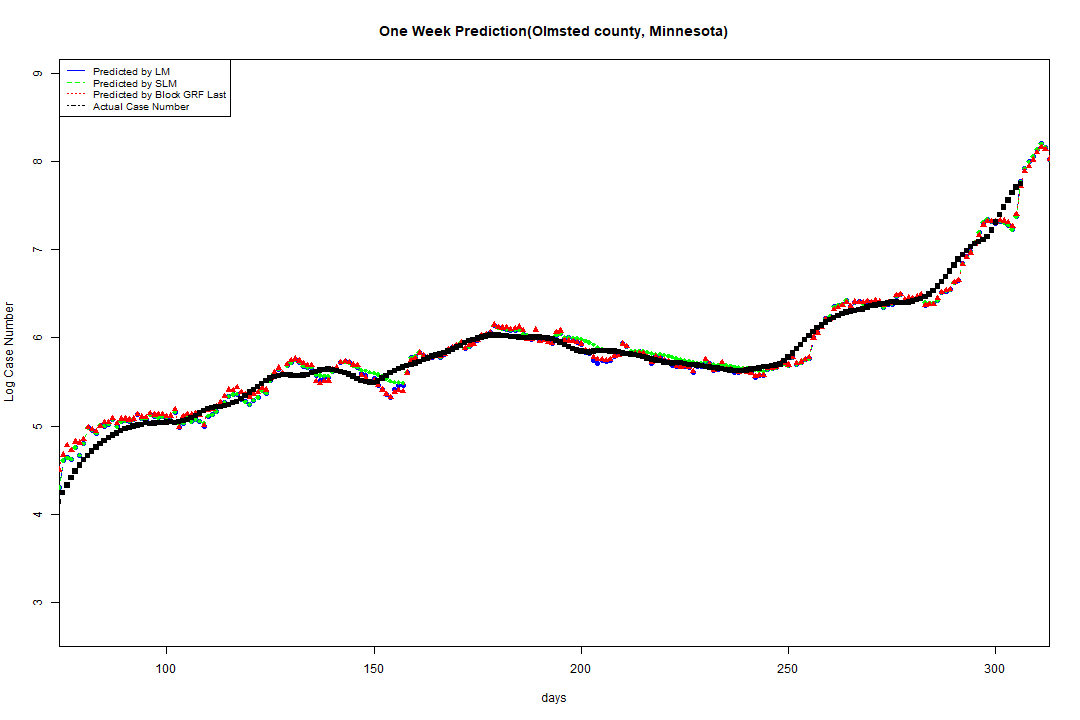 One Week Prediction(Olmsted county, Minnesota)
Predicted by LM
Predicted by SLM
Predicted by Block GRF Last
Actual Case Number
9
8
7
6
5
4
3
Log Case Number
100 150 200 250 300
days